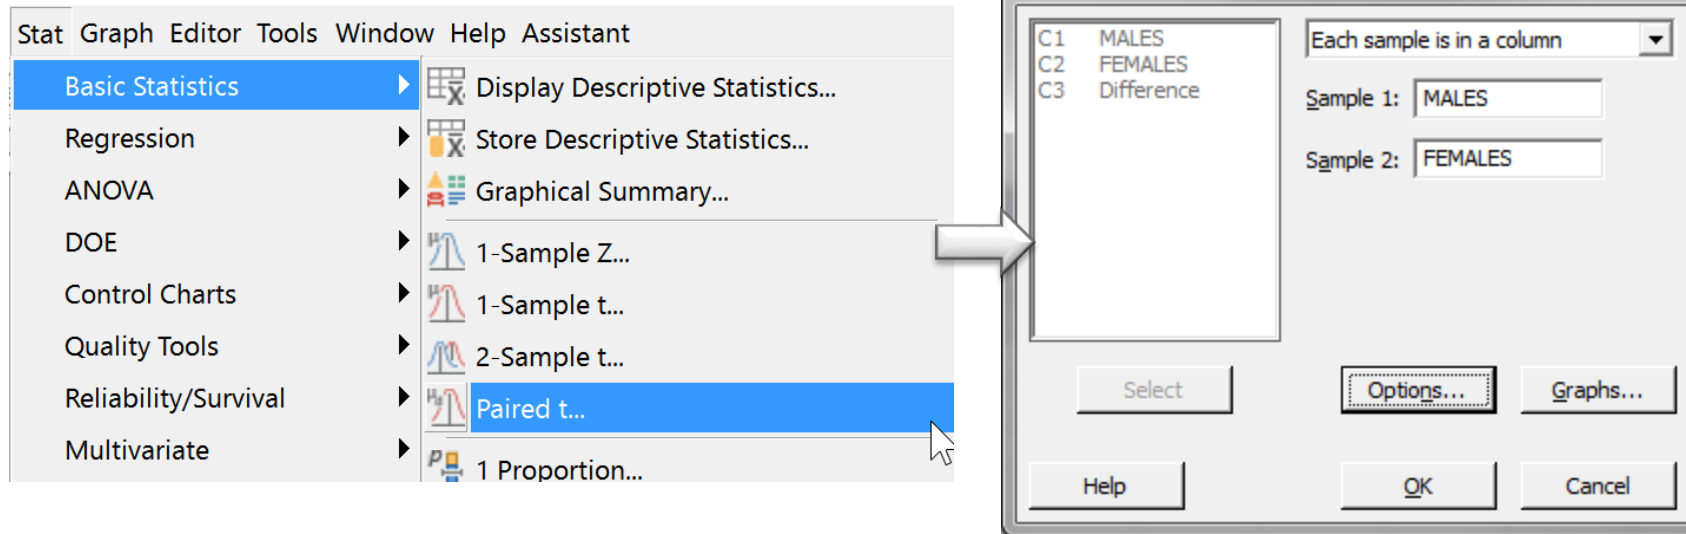 Stat Graph Editor Tools Window Help Assistant
Basic Statistics
Regression
ANOVA
DOE
Control Charts
Quality Tools
Reliability/Survival
Multivariate
Display Descriptive Statistics...
Store Descriptive Statistics...
Graphical Summary...
1-Sample Z...
1-Sample t...
2-Sample t...
Paired t...
1 Proportion...
C1 MALES
C2 FEMALES
C3 Difference
Each sample is in a column
Sample 1: MALES
Sample 2: FEMALES
Select
Options...
Graphs...
Help
OK
Cancel